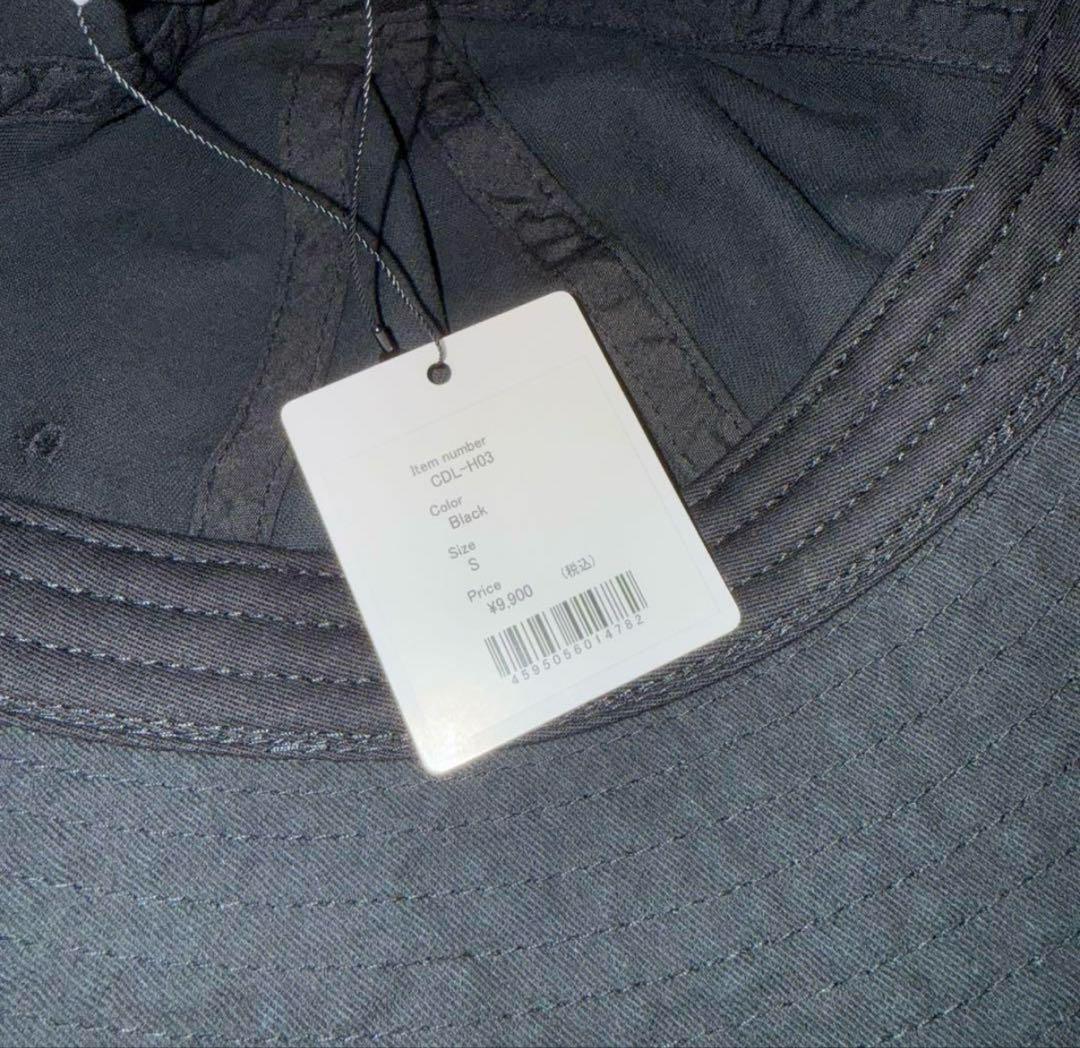 Item number
CDL-H03
Color
Black
Size
S
Price
¥9,900 (税込)
4595056014782